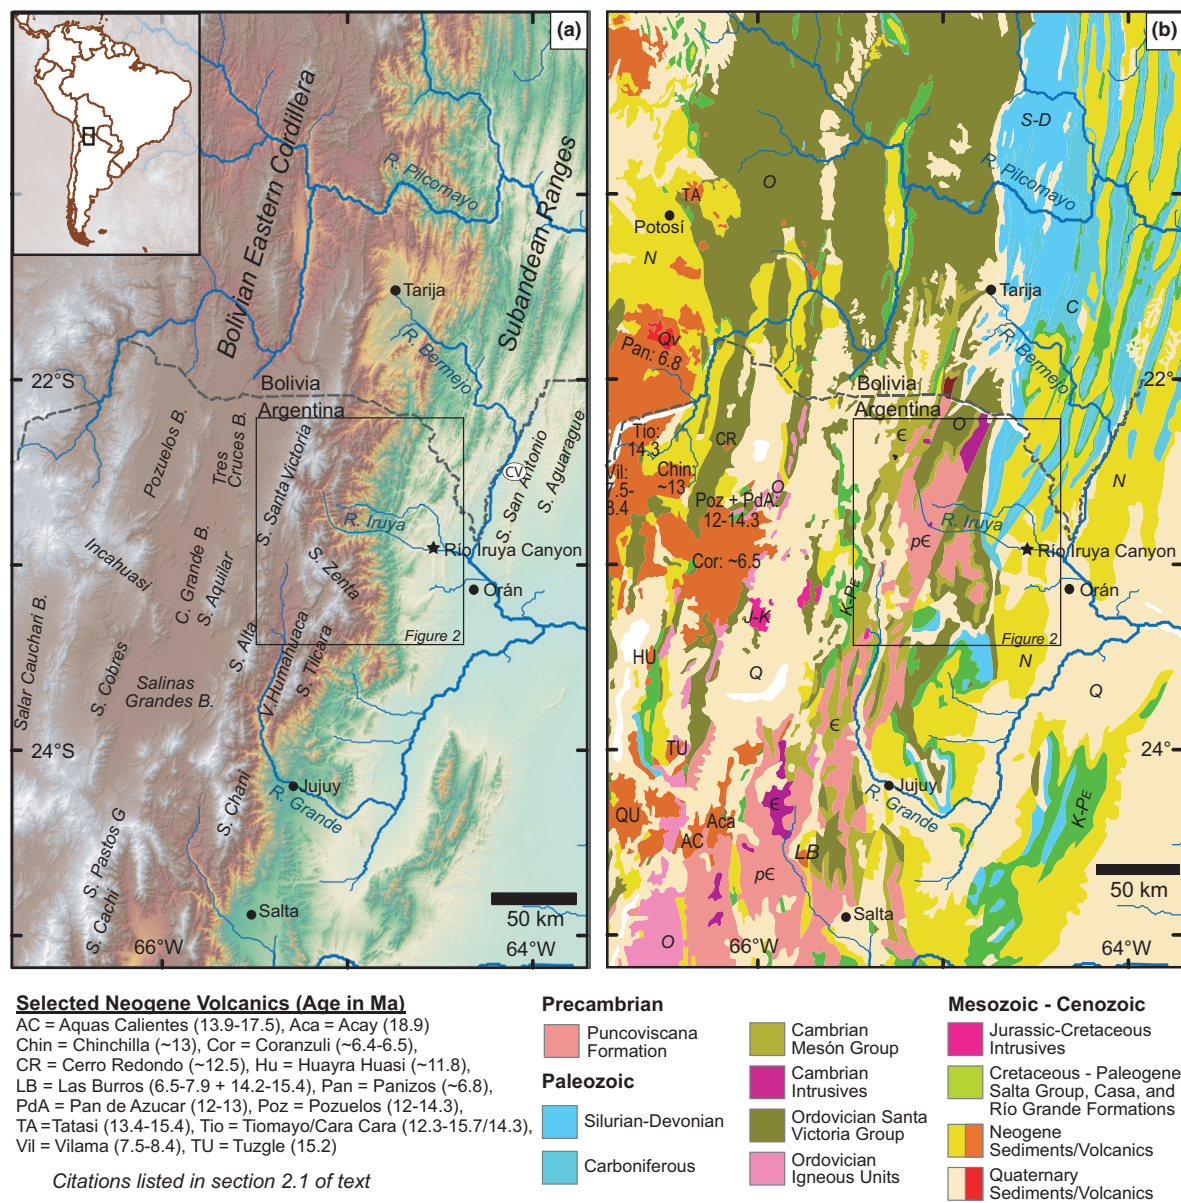 (a)
Bolivian Eastern Cordillera
Subandean Ranges
R. Pilcomayo
Tarija
R. Bermejo
22°S
Bolivia
Argentina
Pozuelos B.
Tres
Cruces B.
S. Santa Victoria
CV
S. San Antonio
S. Aguarague
R. Iruya
Río Iruya Canyon
Incahuasi
C. Grande B.
S. Aquilar
S. Zenta
Orán
Salar Cauchari B.
S. Cobres
Salinas
Grandes B.
S. Alta
V.Humahuaca
S. Tilcara
Figure 2
24°S
S. Chani
Jujuy
R. Grande
S. Pastos G
S. Cachi
Salta
50 km
66°W
64°W
(b)
S-D
O
R. Pilcomayo
TA
Potosí
N
Tarija
C
R. Bermejo
Qv
Pan: 6.8
22°
Bolivia
Argentina
Tio:
14.3
CR
Є
O
Vil:
7.5-
8.4
Chin:
~13
O
Poz + PdA:
12-14.3
N
R. Iruya
pЄ
Río Iruya Canyon
Cor: ~6.5
K-PE
Orán
J-K
Figure 2
HU
N
Q
Q
Є
TU
24°
Jujuy
R. Grande
Є
QU
Aca
AC
LB
K-PE
pЄ
50 km
Salta
O
66°W
64°W
Selected Neogene Volcanics (Age in Ma)
AC = Aquas Calientes (13.9-17.5), Aca = Acay (18.9)
Chin = Chinchilla (~13), Cor = Coranzuli (~6.4-6.5),
CR = Cerro Redondo (~12.5), Hu = Huayra Huasi (~11.8),
LB = Las Burros (6.5-7.9 + 14.2-15.4), Pan = Panizos (~6.8),
PdA = Pan de Azucar (12-13), Poz = Pozuelos (12-14.3),
TA =Tatasi (13.4-15.4), Tio = Tiomayo/Cara Cara (12.3-15.7/14.3),
Vil = Vilama (7.5-8.4), TU = Tuzgle (15.2)
Citations listed in section 2.1 of text
Precambrian
Puncoviscana
Formation
Paleozoic
Silurian-Devonian
Carboniferous
Cambrian
Mesón Group
Cambrian
Intrusives
Ordovician Santa
Victoria Group
Ordovician
Igneous Units
Mesozoic - Cenozoic
Jurassic-Cretaceous
Intrusives
Cretaceous - Paleogene
Salta Group, Casa, and
Río Grande Formations
Neogene
Sediments/Volcanics
Quaternary
Sediments/Volcanics